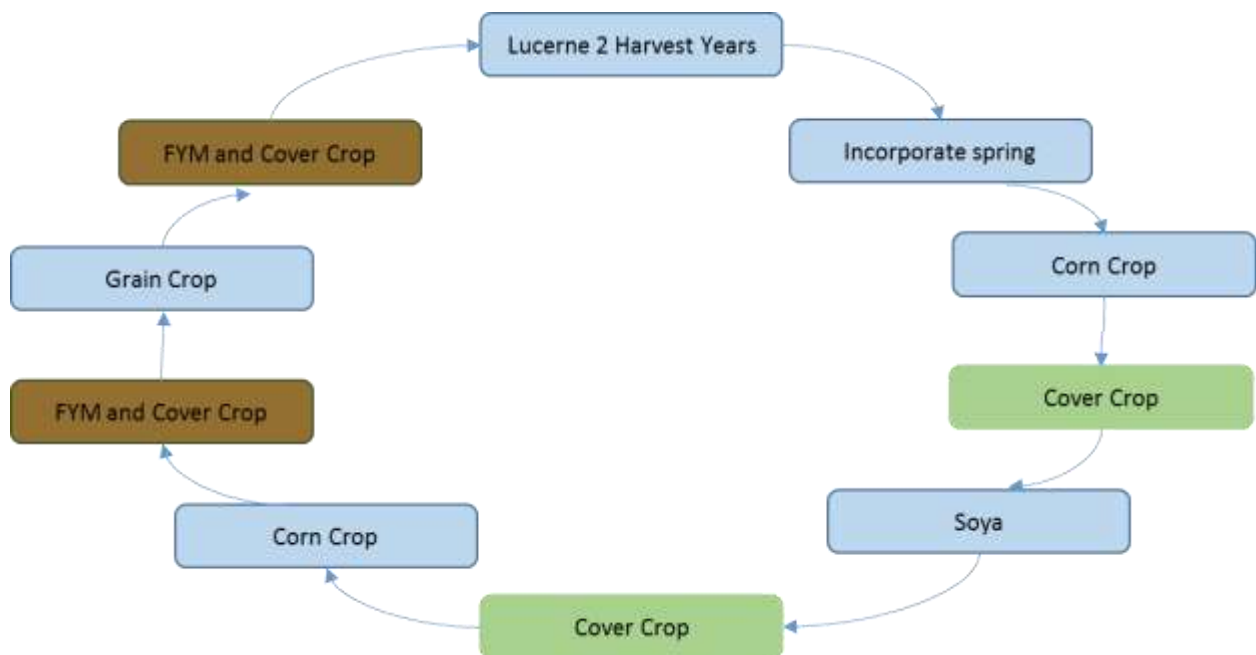 Lucerne 2 Harvest Years
Incorporate spring
Corn Crop
Cover Crop
Soya
Cover Crop
Corn Crop
FYM and Cover Crop
Grain Crop
FYM and Cover Crop